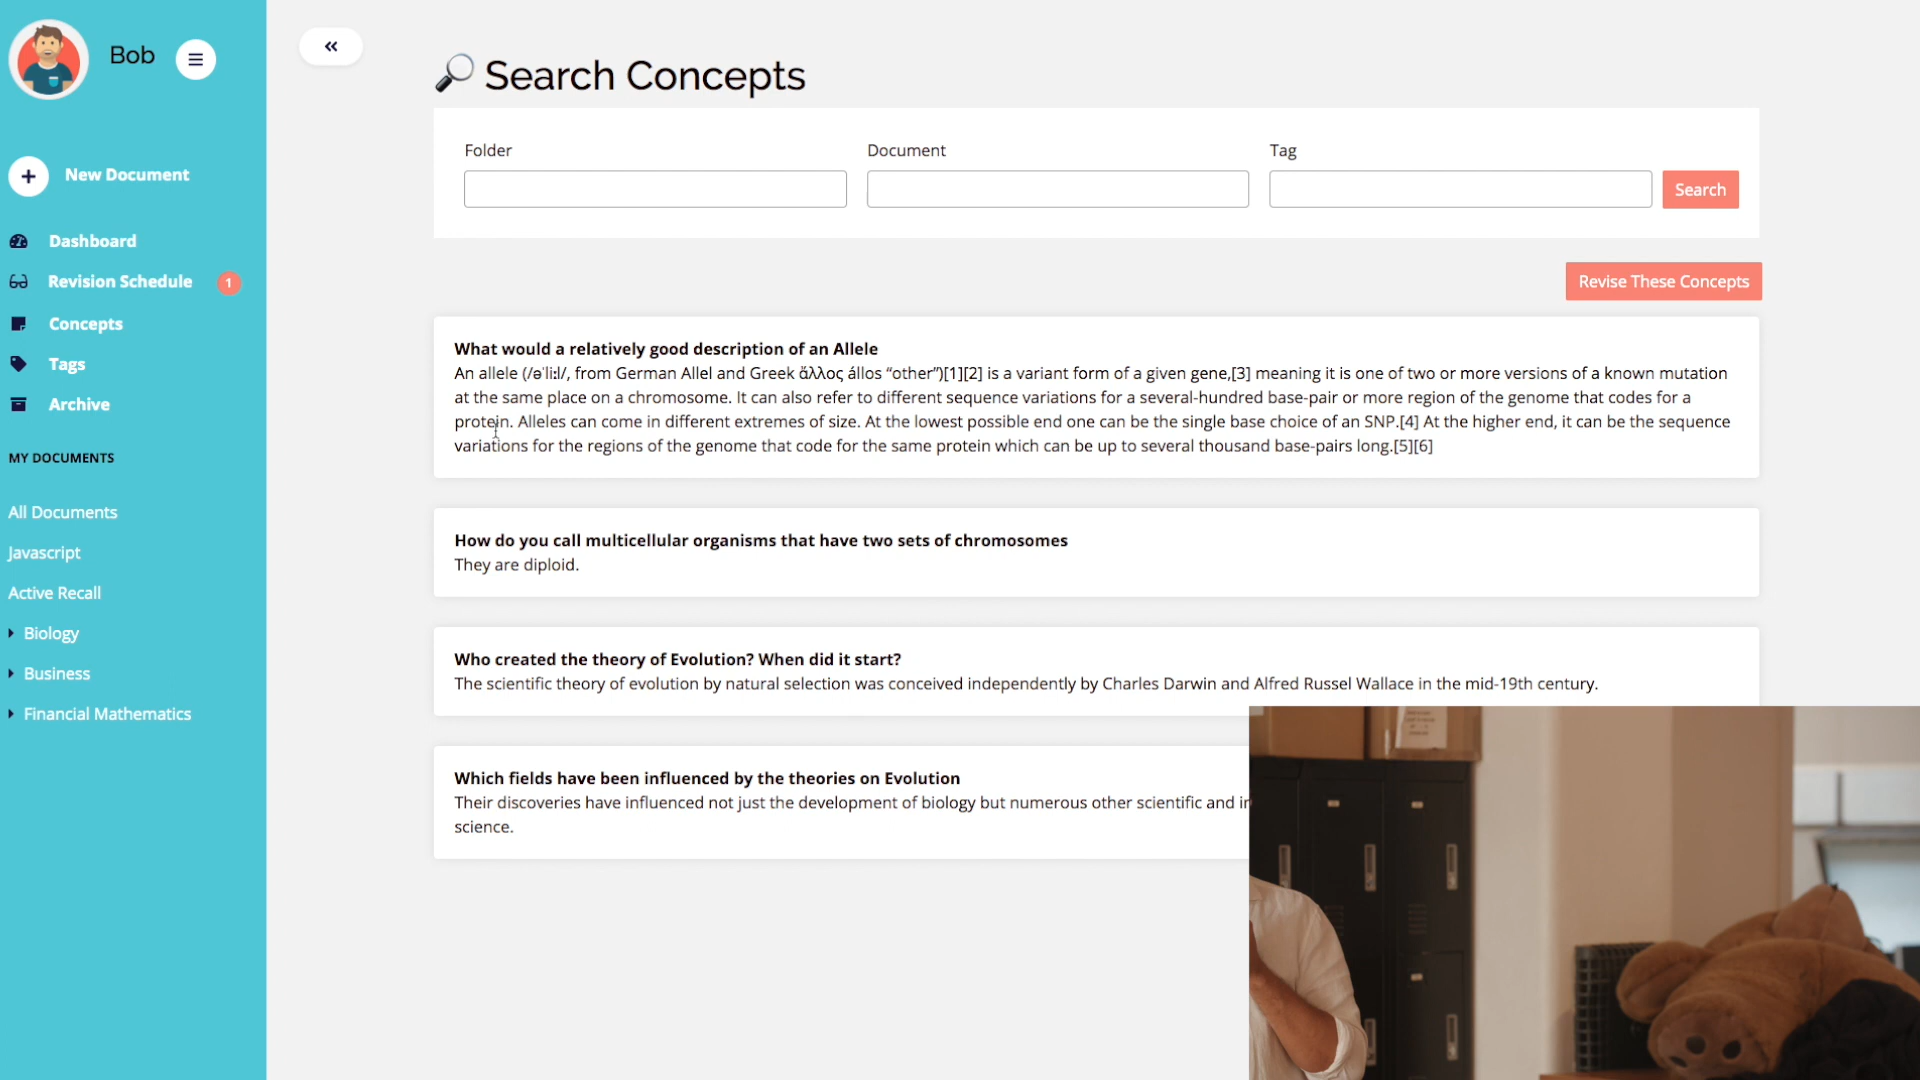 Bob
New Document
Dashboard
Revision Schedule 1
Concepts
Tags
Archive
MY DOCUMENTS
All Documents
Javascript
Active Recall
Biology
Business
Financial Mathematics
Search Concepts
Folder
Document
Tag
Search
Revise These Concepts
What would a relatively good description of an Allele
An allele (/əˈliːl/, from German Allel and Greek ἄλλος állos “other”)[1][2] is a variant form of a given gene,[3] meaning it is one of two or more versions of a known mutation
at the same place on a chromosome. It can also refer to different sequence variations for a several-hundred base-pair or more region of the genome that codes for a
protein. Alleles can come in different extremes of size. At the lowest possible end one can be the single base choice of an SNP.[4] At the higher end, it can be the sequence
variations for the regions of the genome that code for the same protein which can be up to several thousand base-pairs long.[5][6]
How do you call multicellular organisms that have two sets of chromosomes
They are diploid.
Who created the theory of Evolution? When did it start?
The scientific theory of evolution by natural selection was conceived independently by Charles Darwin and Alfred Russel Wallace in the mid-19th century.
Which fields have been influenced by the theories on Evolution
Their discoveries have influenced not just the development of biology but numerous other scientific and
science.